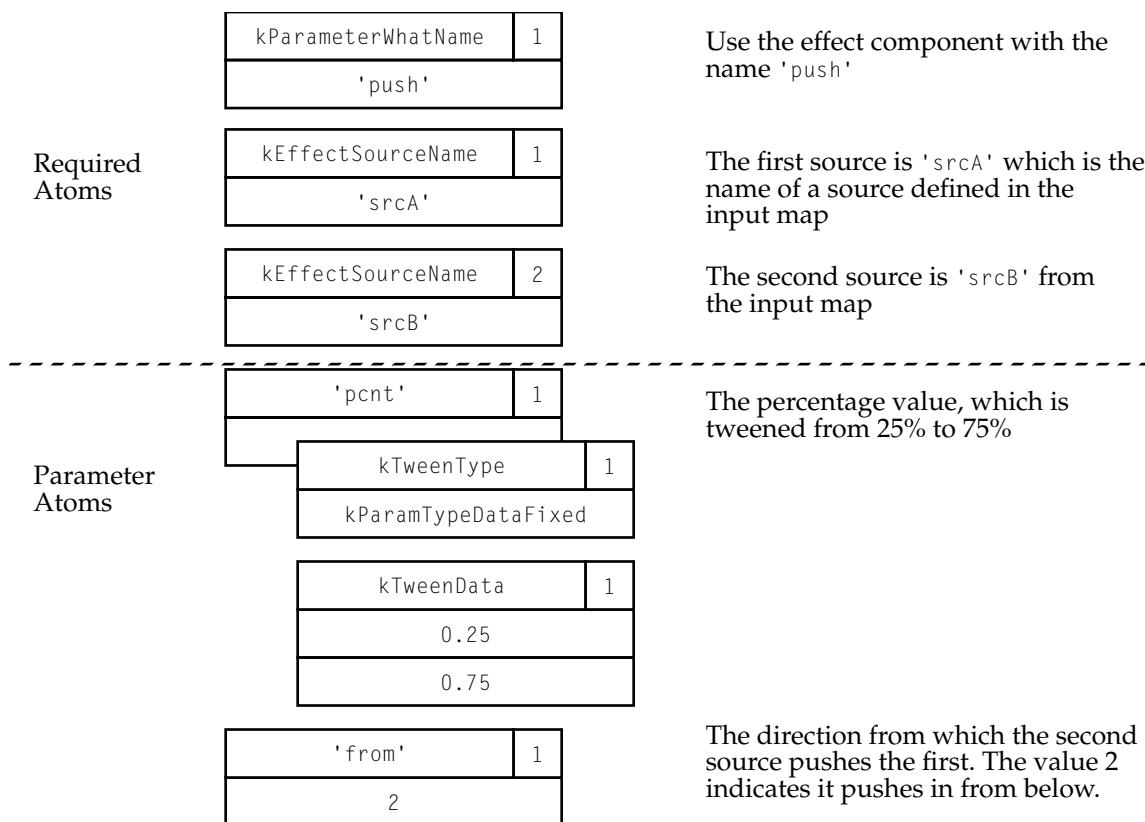 kParameterWhatName 1
'push'
Use the effect component with the
name 'push'
Required
Atoms
kEffectSourceName 1
'srcA'
The first source is 'srcA' which is the
name of a source defined in the
input map
kEffectSourceName 2
'srcB'
The second source is 'srcB' from
the input map
'pcnt' 1
The percentage value, which is
tweened from 25% to 75%
Parameter
Atoms
kTweenType 1
kParamTypeDataFixed
kTweenData 1
0.25
0.75
'from' 1
2
The direction from which the second
source pushes the first. The value 2
indicates it pushes in from below.